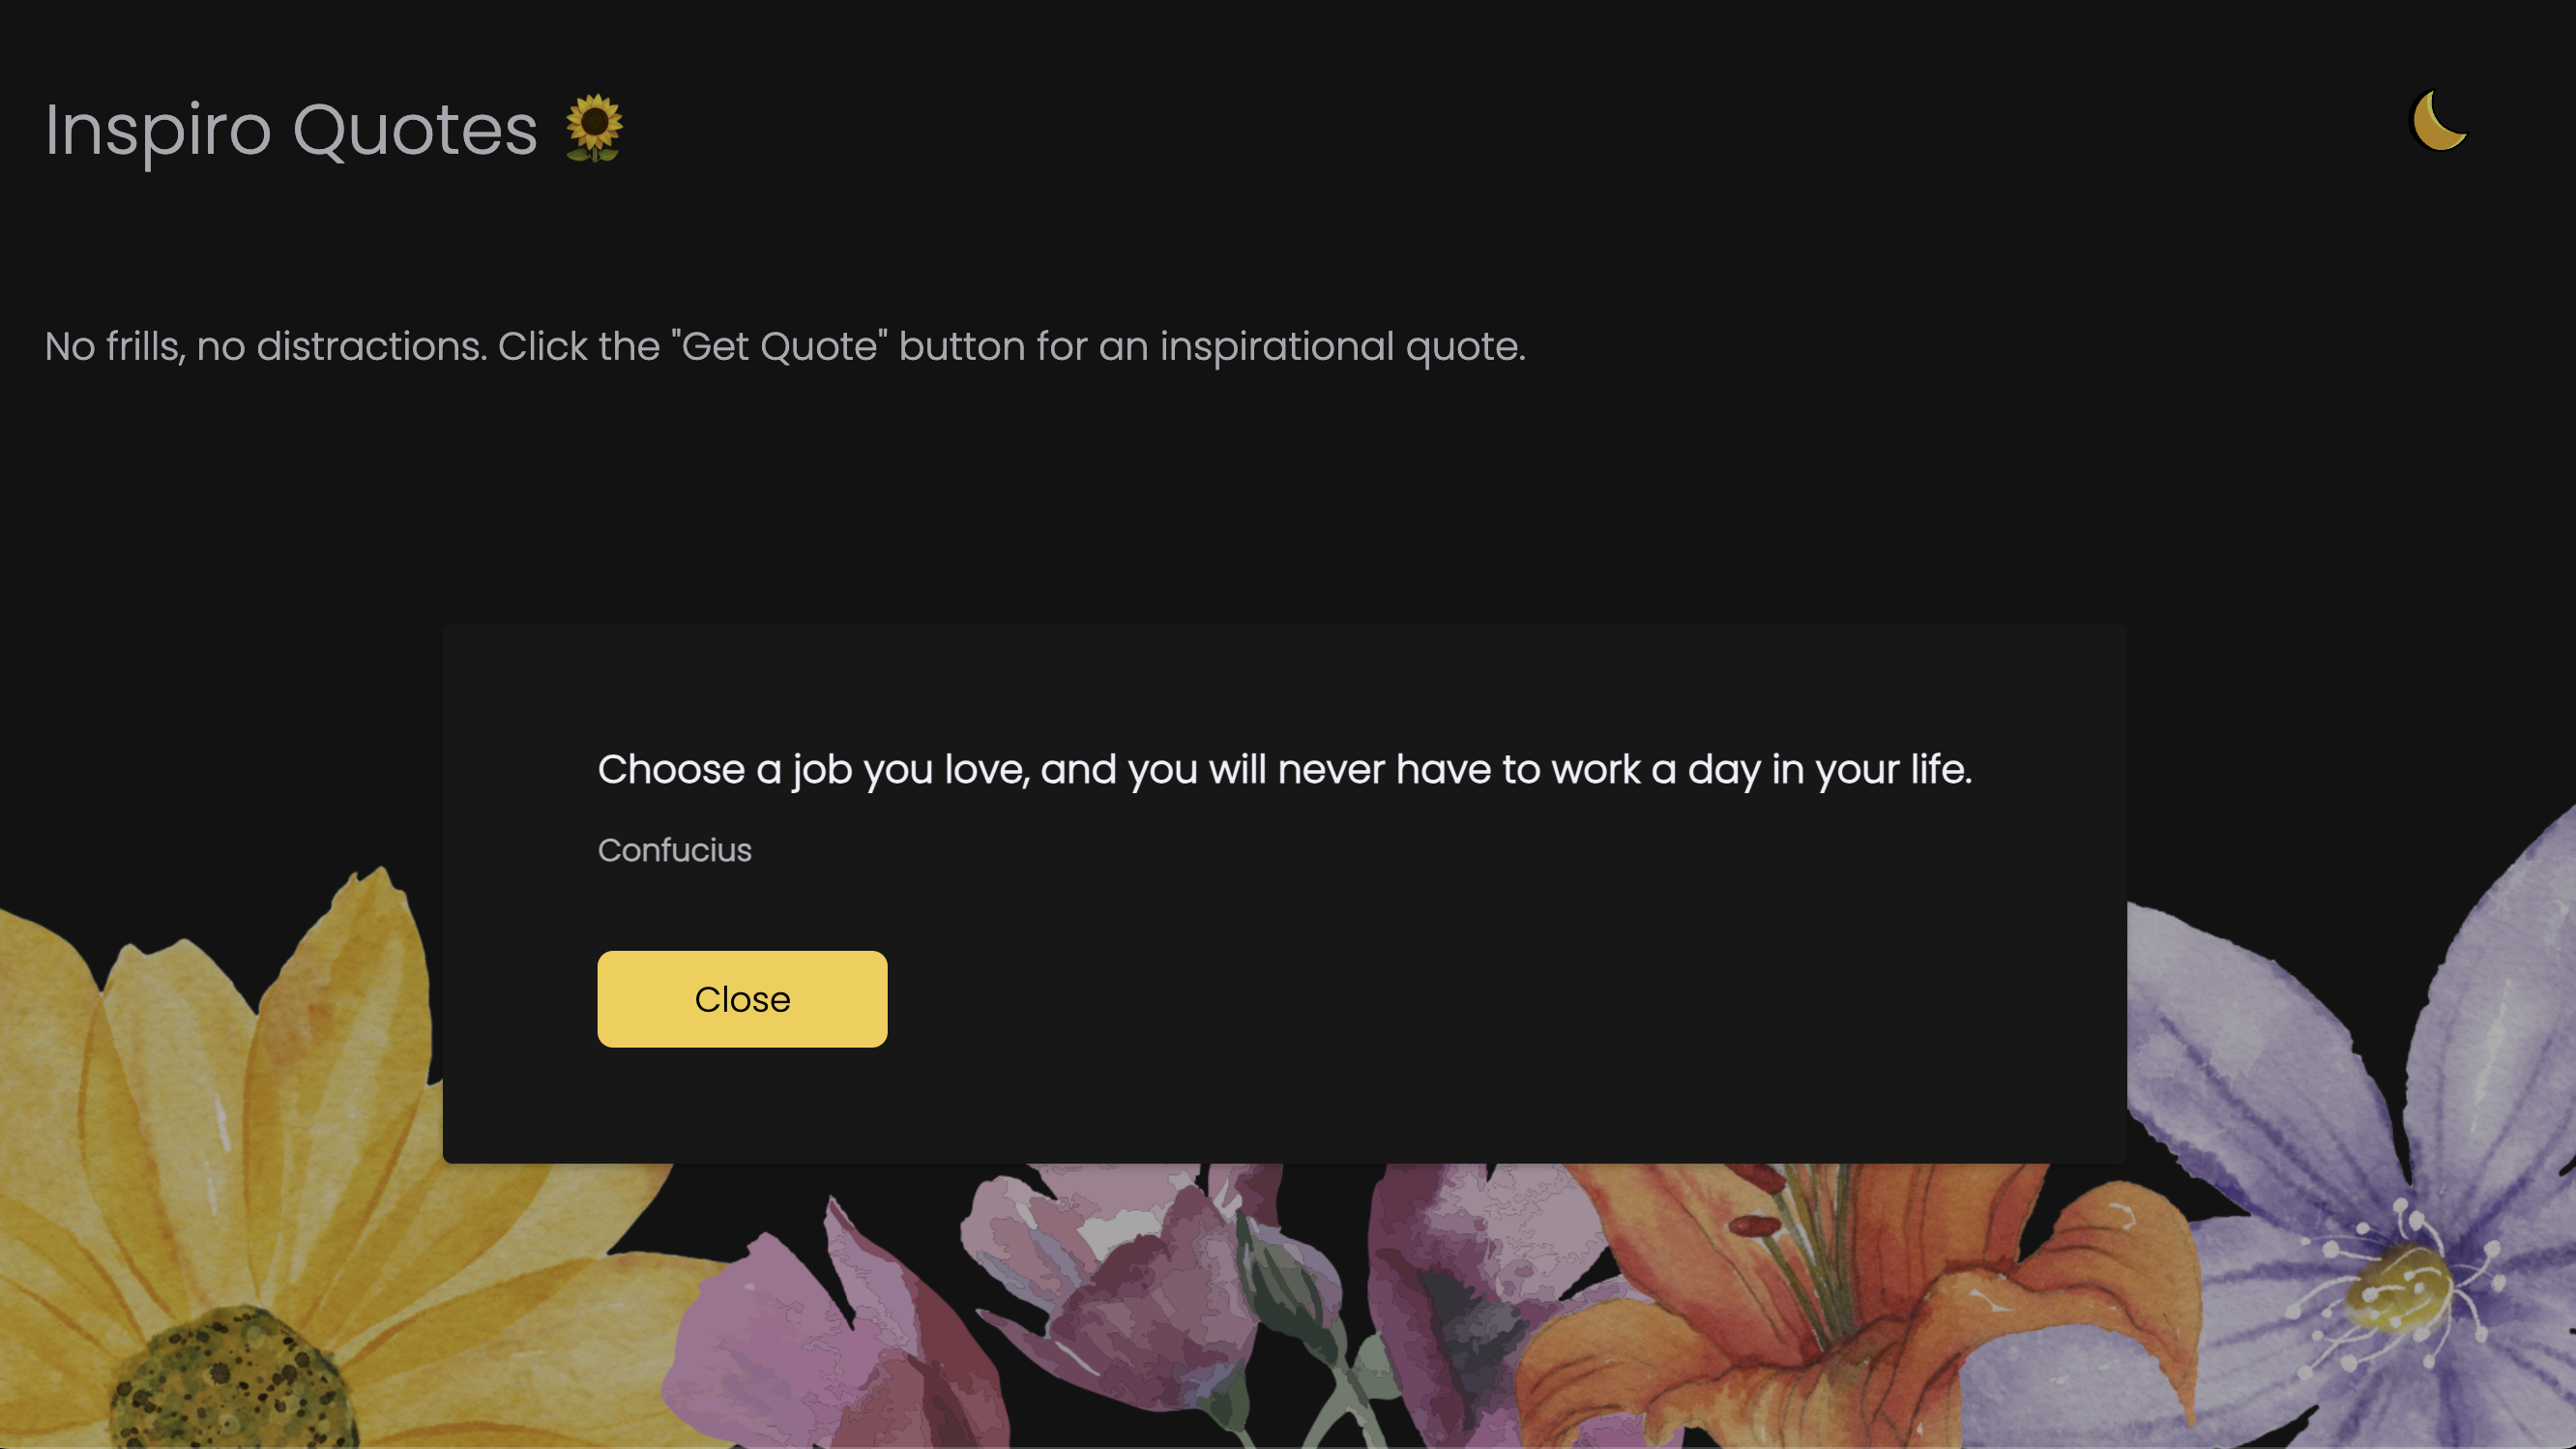 Inspiro Quotes
No frills, no distractions. Click the "Get Quote" button for an inspirational quote.
Choose a job you love, and you will never have to work a day in your life.
Confucius
Close